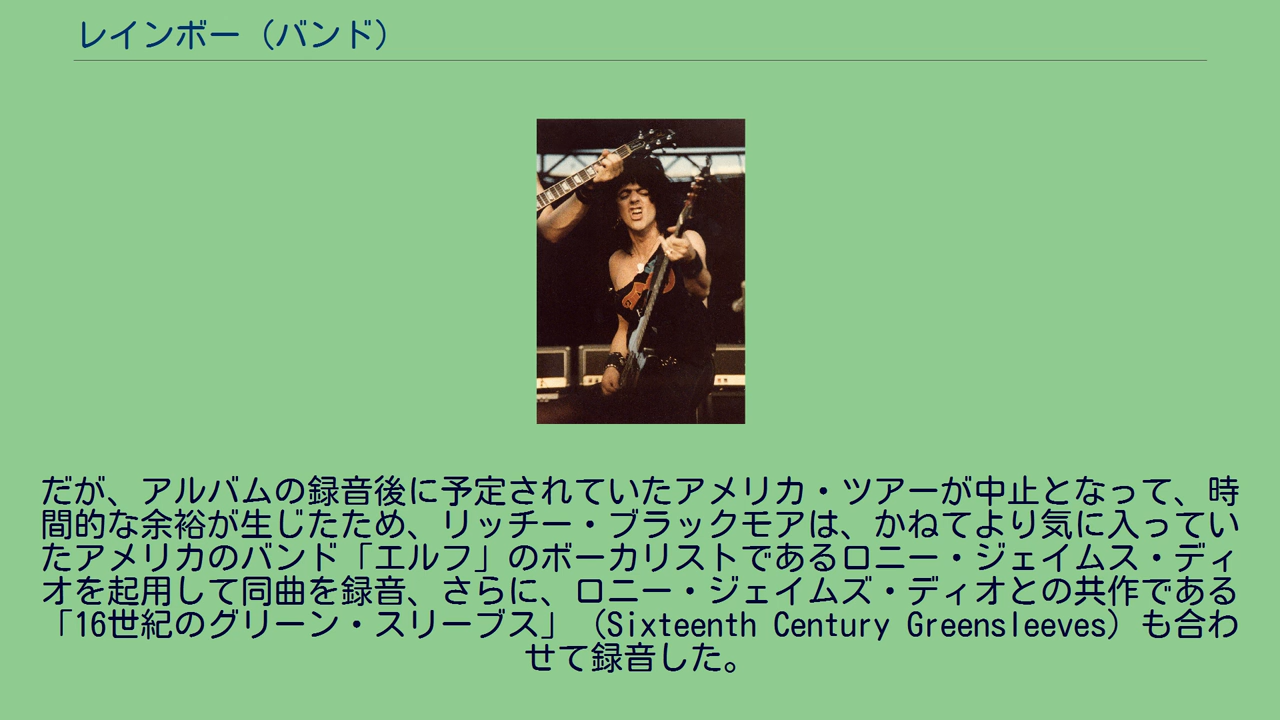 レインボー（バンド）
だが、アルバムの録音後に予定されていたアメリカ・ツアーが中止となって、時
間的な余裕が生じたため、リッチー・ブラックモアは、かねてより気に入ってい
たアメリカのバンド「エルフ」のボーカリストであるロニー・ジェイムス・ディ
オを起用して同曲を録音、さらに、ロニー・ジェイムズ・ディオとの共作である
「16世紀のグリーン・スリーブス」（Sixteenth Century Greensleeves）も合わ
せて録音した。